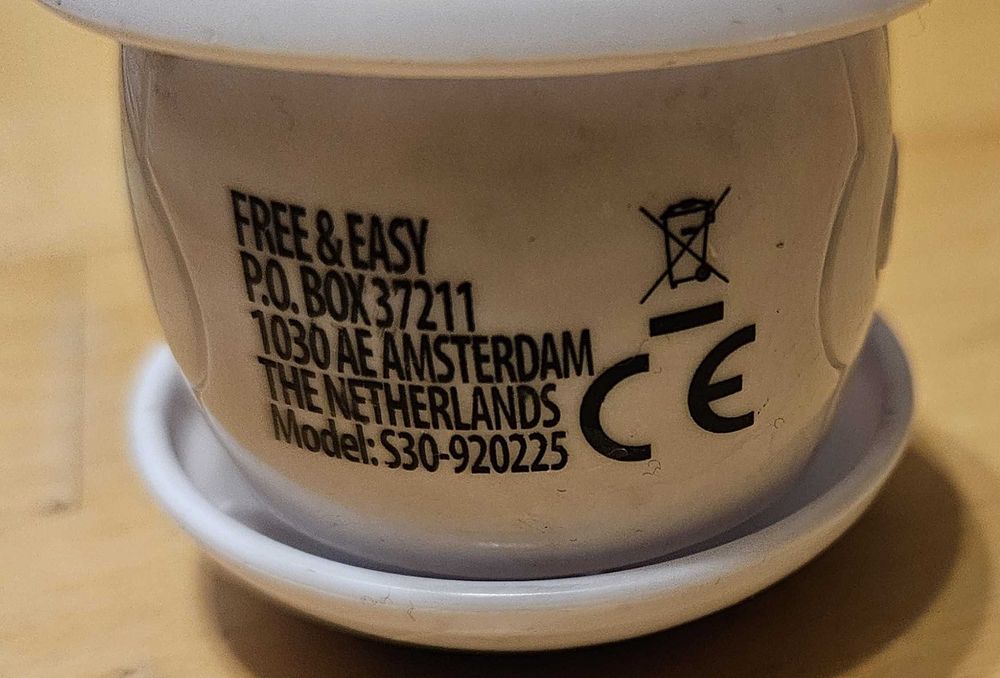 FREE & EASY
P.O. BOX 37211
1030 AE AMSTERDAM
THE NETHERLANDS
Model: S30-920225
CE